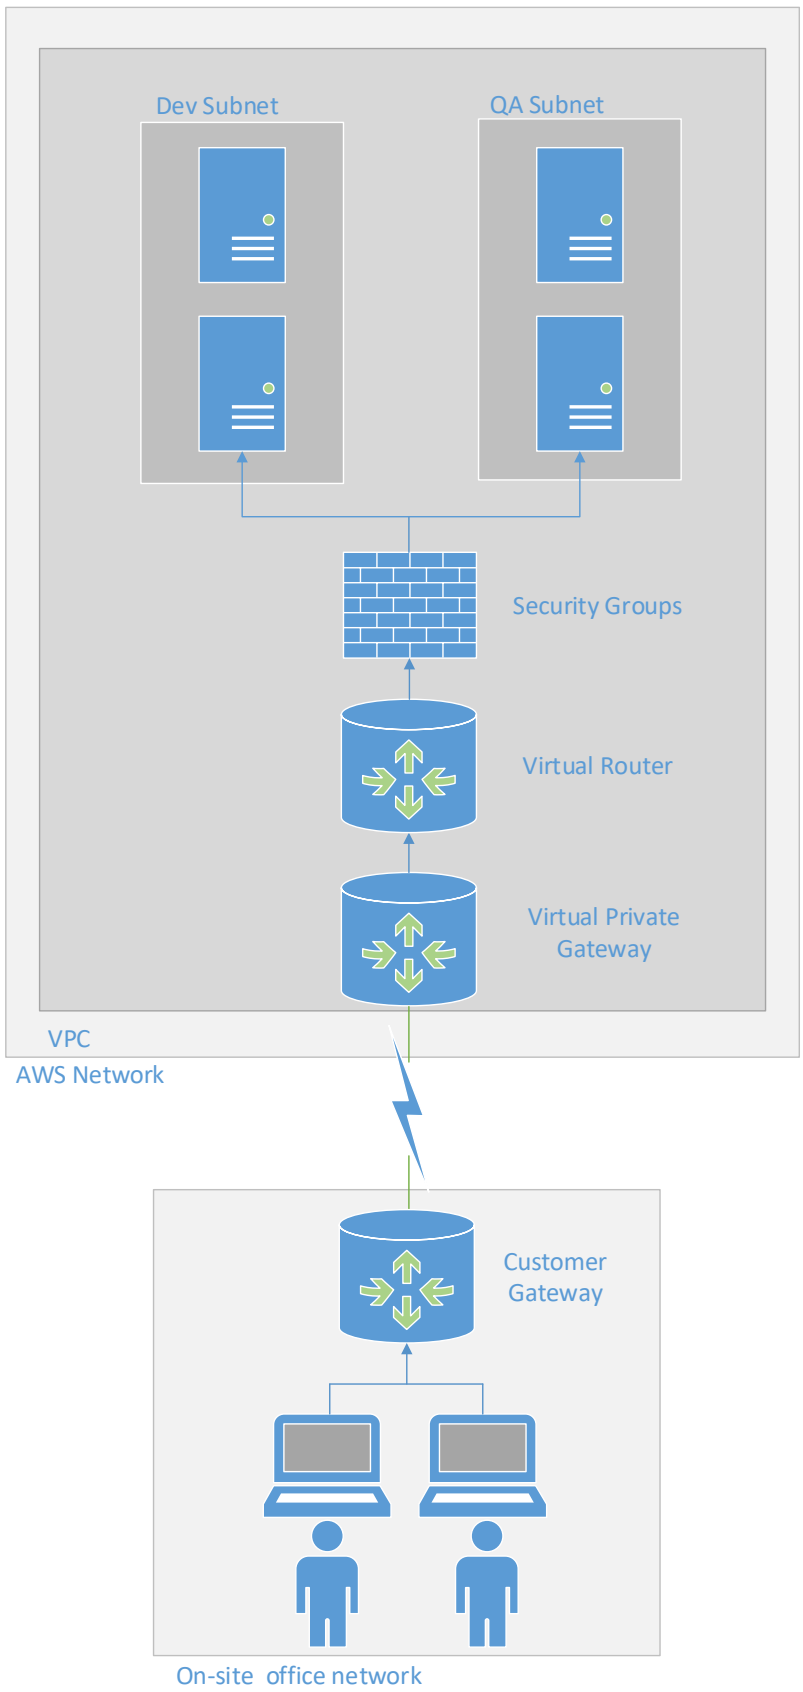 Dev Subnet
QA Subnet
Security Groups
Virtual Router
Virtual Private
Gateway
VPC
AWS Network
Customer
Gateway
On-site office network